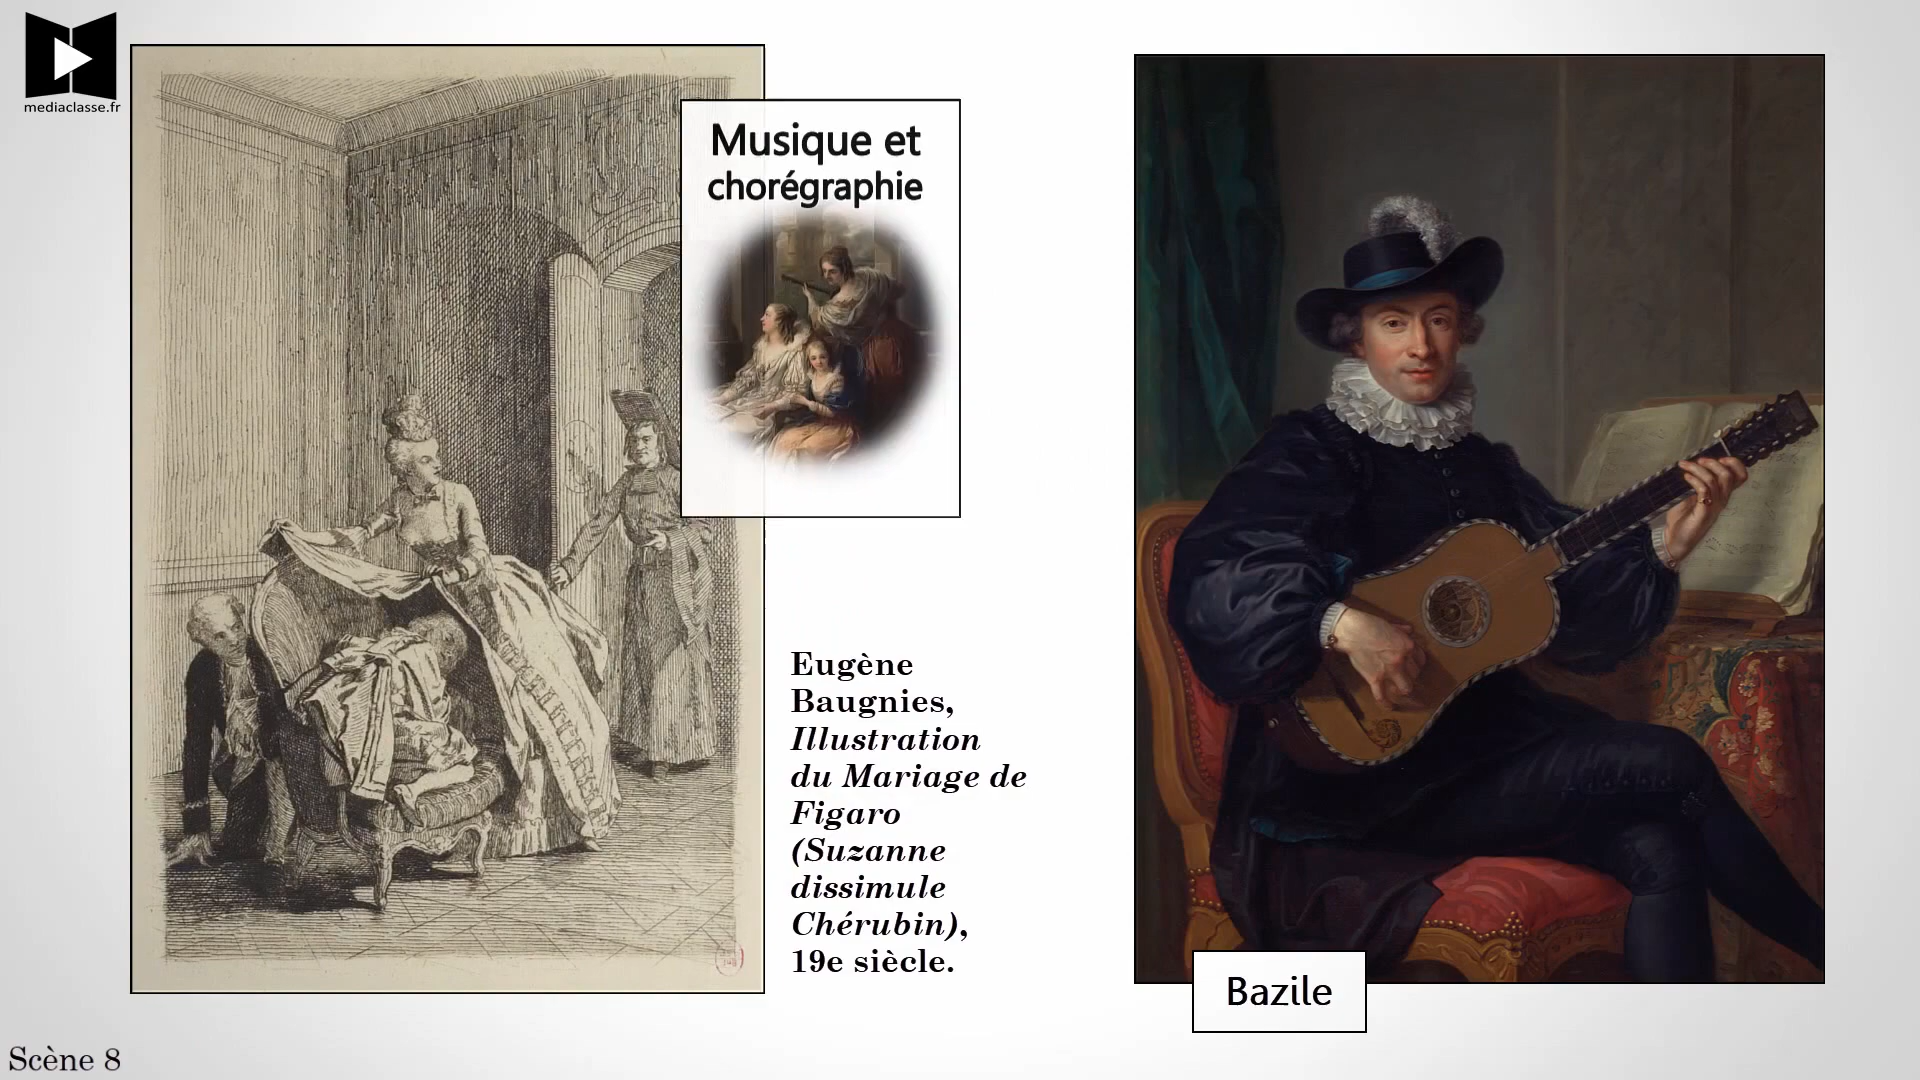 mediaclasse.fr
Musique et
chorégraphie
Eugène
Baugnies,
Illustration
du Mariage de
Figaro
(Suzanne
dissimule
Chérubin),
19e siècle.
Bazile
Scène 8